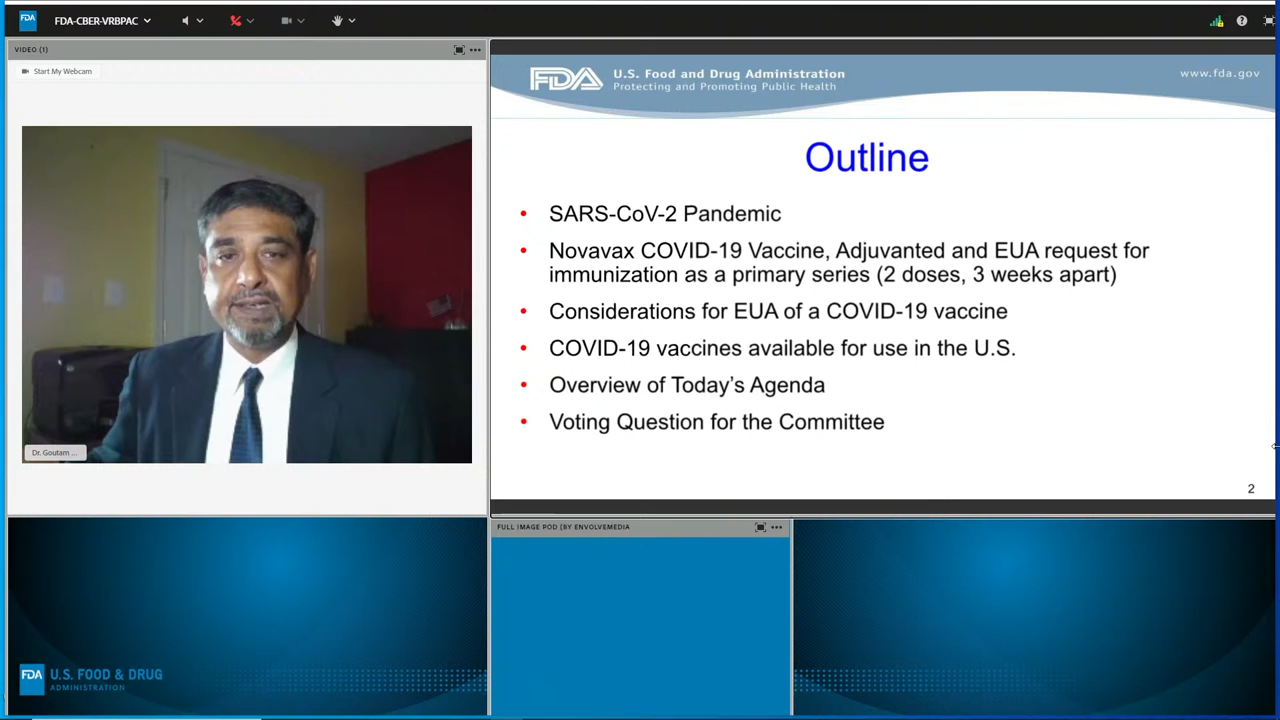 FDA
FDA-CBER-VRBPAC
VIDEO (1)
Start My Webcam
Dr. Goutam ...
FDA U.S. Food and Drug Administration
Protecting and Promoting Public Health
www.fda.gov
Outline
• SARS-CoV-2 Pandemic
• Novavax COVID-19 Vaccine, Adjuvanted and EUA request for
immunization as a primary series (2 doses, 3 weeks apart)
• Considerations for EUA of a COVID-19 vaccine
• COVID-19 vaccines available for use in the U.S.
• Overview of Today's Agenda
• Voting Question for the Committee
2
FULL IMAGE POD (BY ENVOLVEMEDIA
FDA U.S. FOOD & DRUG
ADMINISTRATION